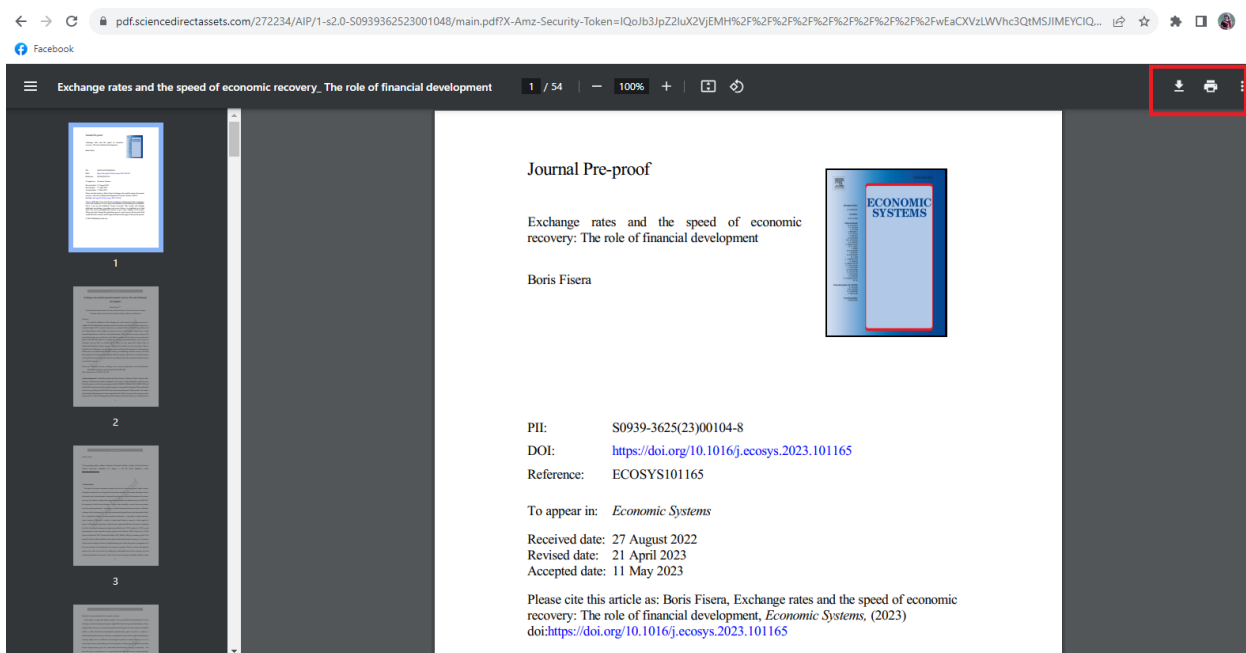 pdf.sciencedirectassets.com/272234/AIP/1-s2.0-S0939362523001048/main.pdf?X-Amz-Security-Token=IQoJb3JpZ2luX2VjEMH%2F%2F%2F%2F%2F%2F%2F%2F%2F%2FwEaCXVzLWVhc3QtMSJIMEYCIQ...
Facebook
Exchange rates and the speed of economic recovery_ The role of financial development 1 / 54 − 100% +
1
2
3
Journal Pre-proof
Exchange rates and the speed of economic
recovery: The role of financial development
Boris Fisera
ECONOMIC
SYSTEMS
PII: S0939-3625(23)00104-8
DOI: https://doi.org/10.1016/j.ecosys.2023.101165
Reference: ECOSYS101165
To appear in: Economic Systems
Received date: 27 August 2022
Revised date: 21 April 2023
Accepted date: 11 May 2023
Please cite this article as: Boris Fisera, Exchange rates and the speed of economic
recovery: The role of financial development, Economic Systems, (2023)
doi:https://doi.org/10.1016/j.ecosys.2023.101165